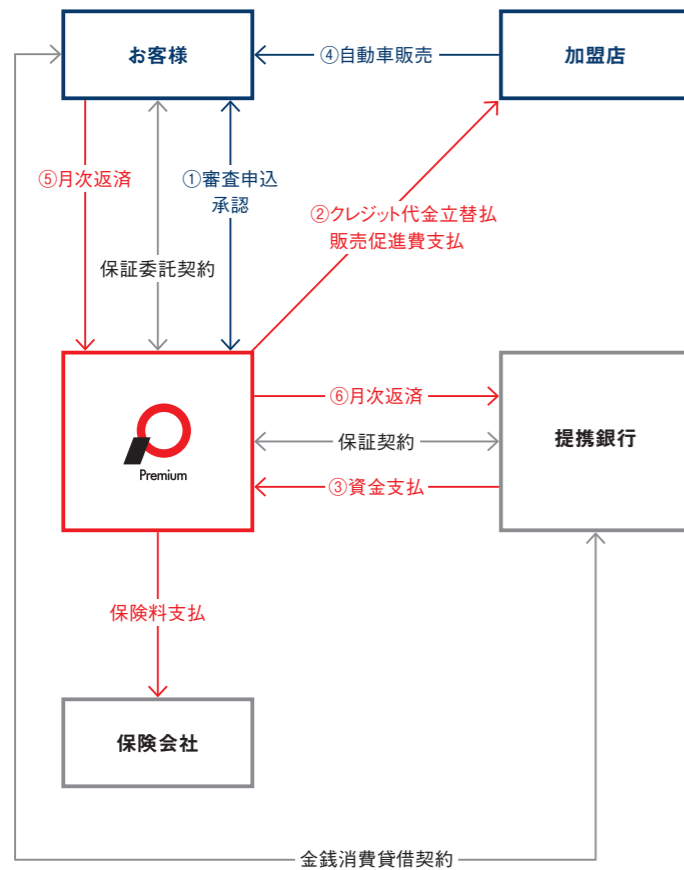 お客様
④自動車販売
加盟店
⑤月次返済
①審査申込
承認
②クレジット代金立替払
販売促進費支払
保証委託契約
Premium
⑥月次返済
保証契約
③資金支払
提携銀行
保険料支払
保険会社
金銭消費貸借契約